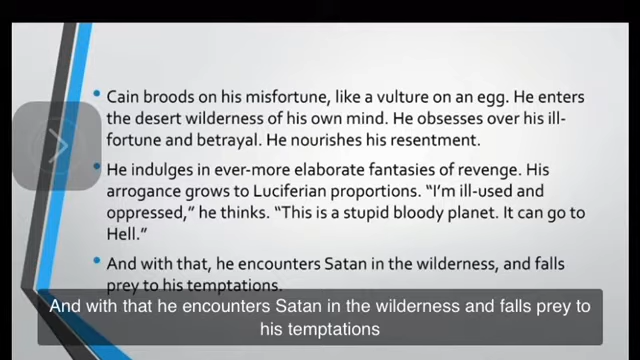 • Cain broods on his misfortune, like a vulture on an egg. He enters
the desert wilderness of his own mind. He obsesses over his ill-
fortune and betrayal. He nourishes his resentment.
• He indulges in ever-more elaborate fantasies of revenge. His
arrogance grows to Luciferian proportions. “I’m ill-used and
oppressed,” he thinks. “This is a stupid bloody planet. It can go to
Hell.”
• And with that, he encounters Satan in the wilderness, and falls
prey to his temptations.
And with that he encounters Satan in the wilderness and falls prey to
his temptations